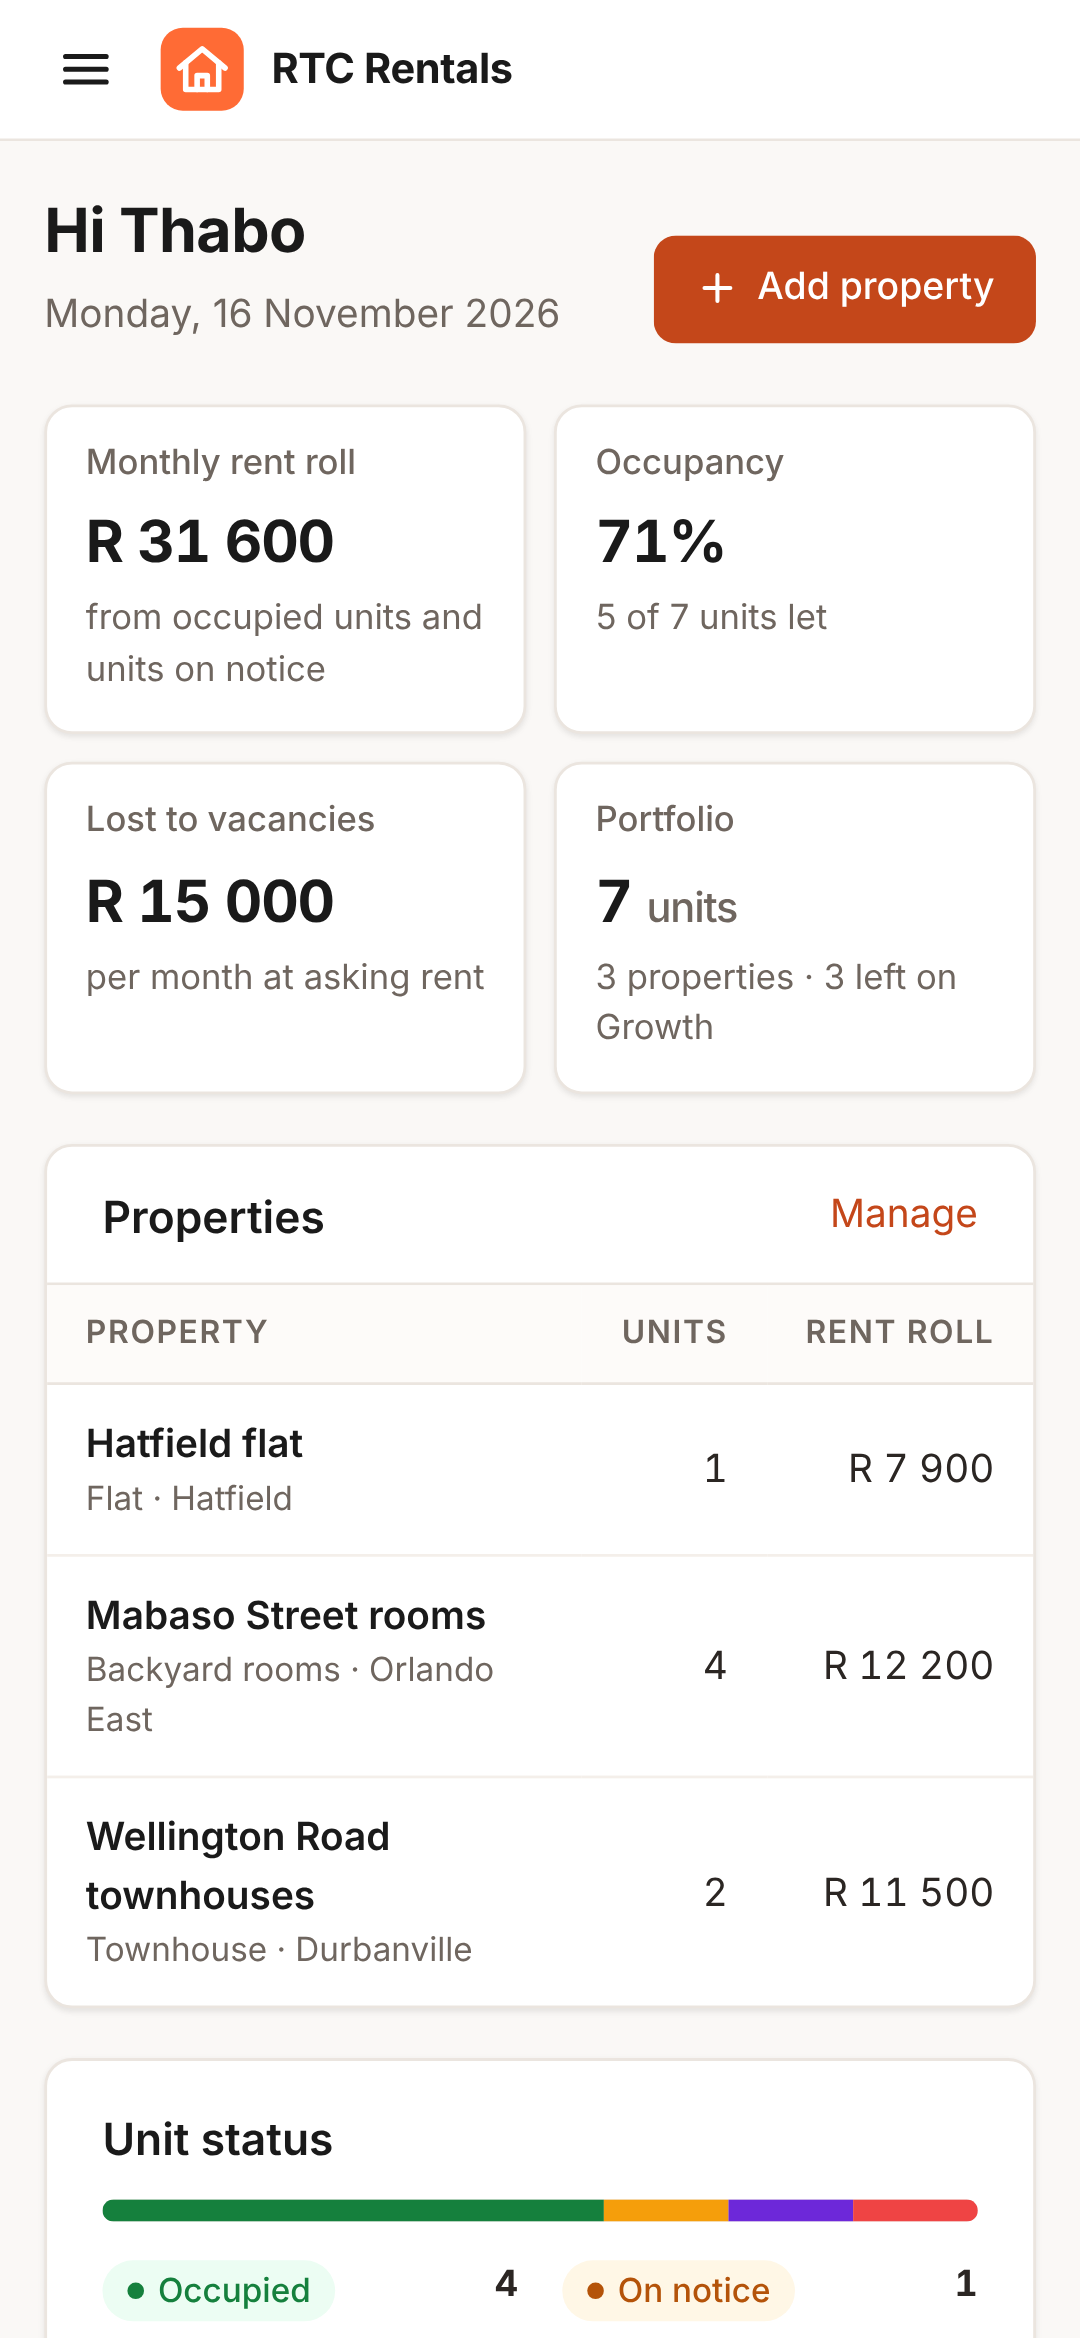 RTC Rentals
Hi Thabo
Monday, 16 November 2026
+ Add property
Monthly rent roll
R 31 600
from occupied units and
units on notice
Occupancy
71%
5 of 7 units let
Lost to vacancies
R 15 000
per month at asking rent
Portfolio
7 units
3 properties · 3 left on
Growth
Properties
Manage
PROPERTY UNITS RENT ROLL
Hatfield flat
Flat · Hatfield
1 R 7 900
Mabaso Street rooms
Backyard rooms · Orlando
East
4 R 12 200
Wellington Road
townhouses
Townhouse · Durbanville
2 R 11 500
Unit status
Occupied 4 On notice 1